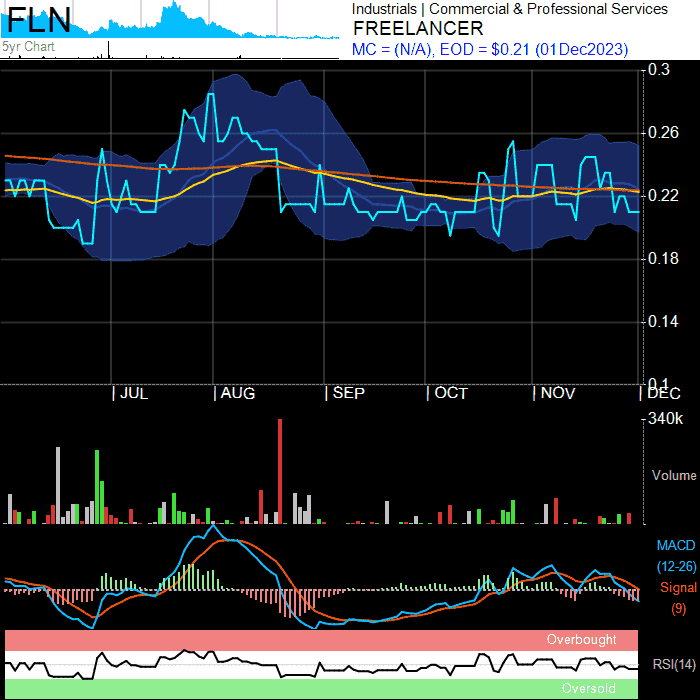 FLN
5yr Chart
Industrials | Commercial & Professional Services
FREELANCER
MC = (N/A), EOD = $0.21 (01Dec2023)
0.3
0.26
0.22
0.18
0.14
0.1
JUL
AUG
SEP
OCT
NOV
DEC
340k
Volume
MACD
(12-26)
Signal
(9)
Overbought
RSI(14)
Oversold